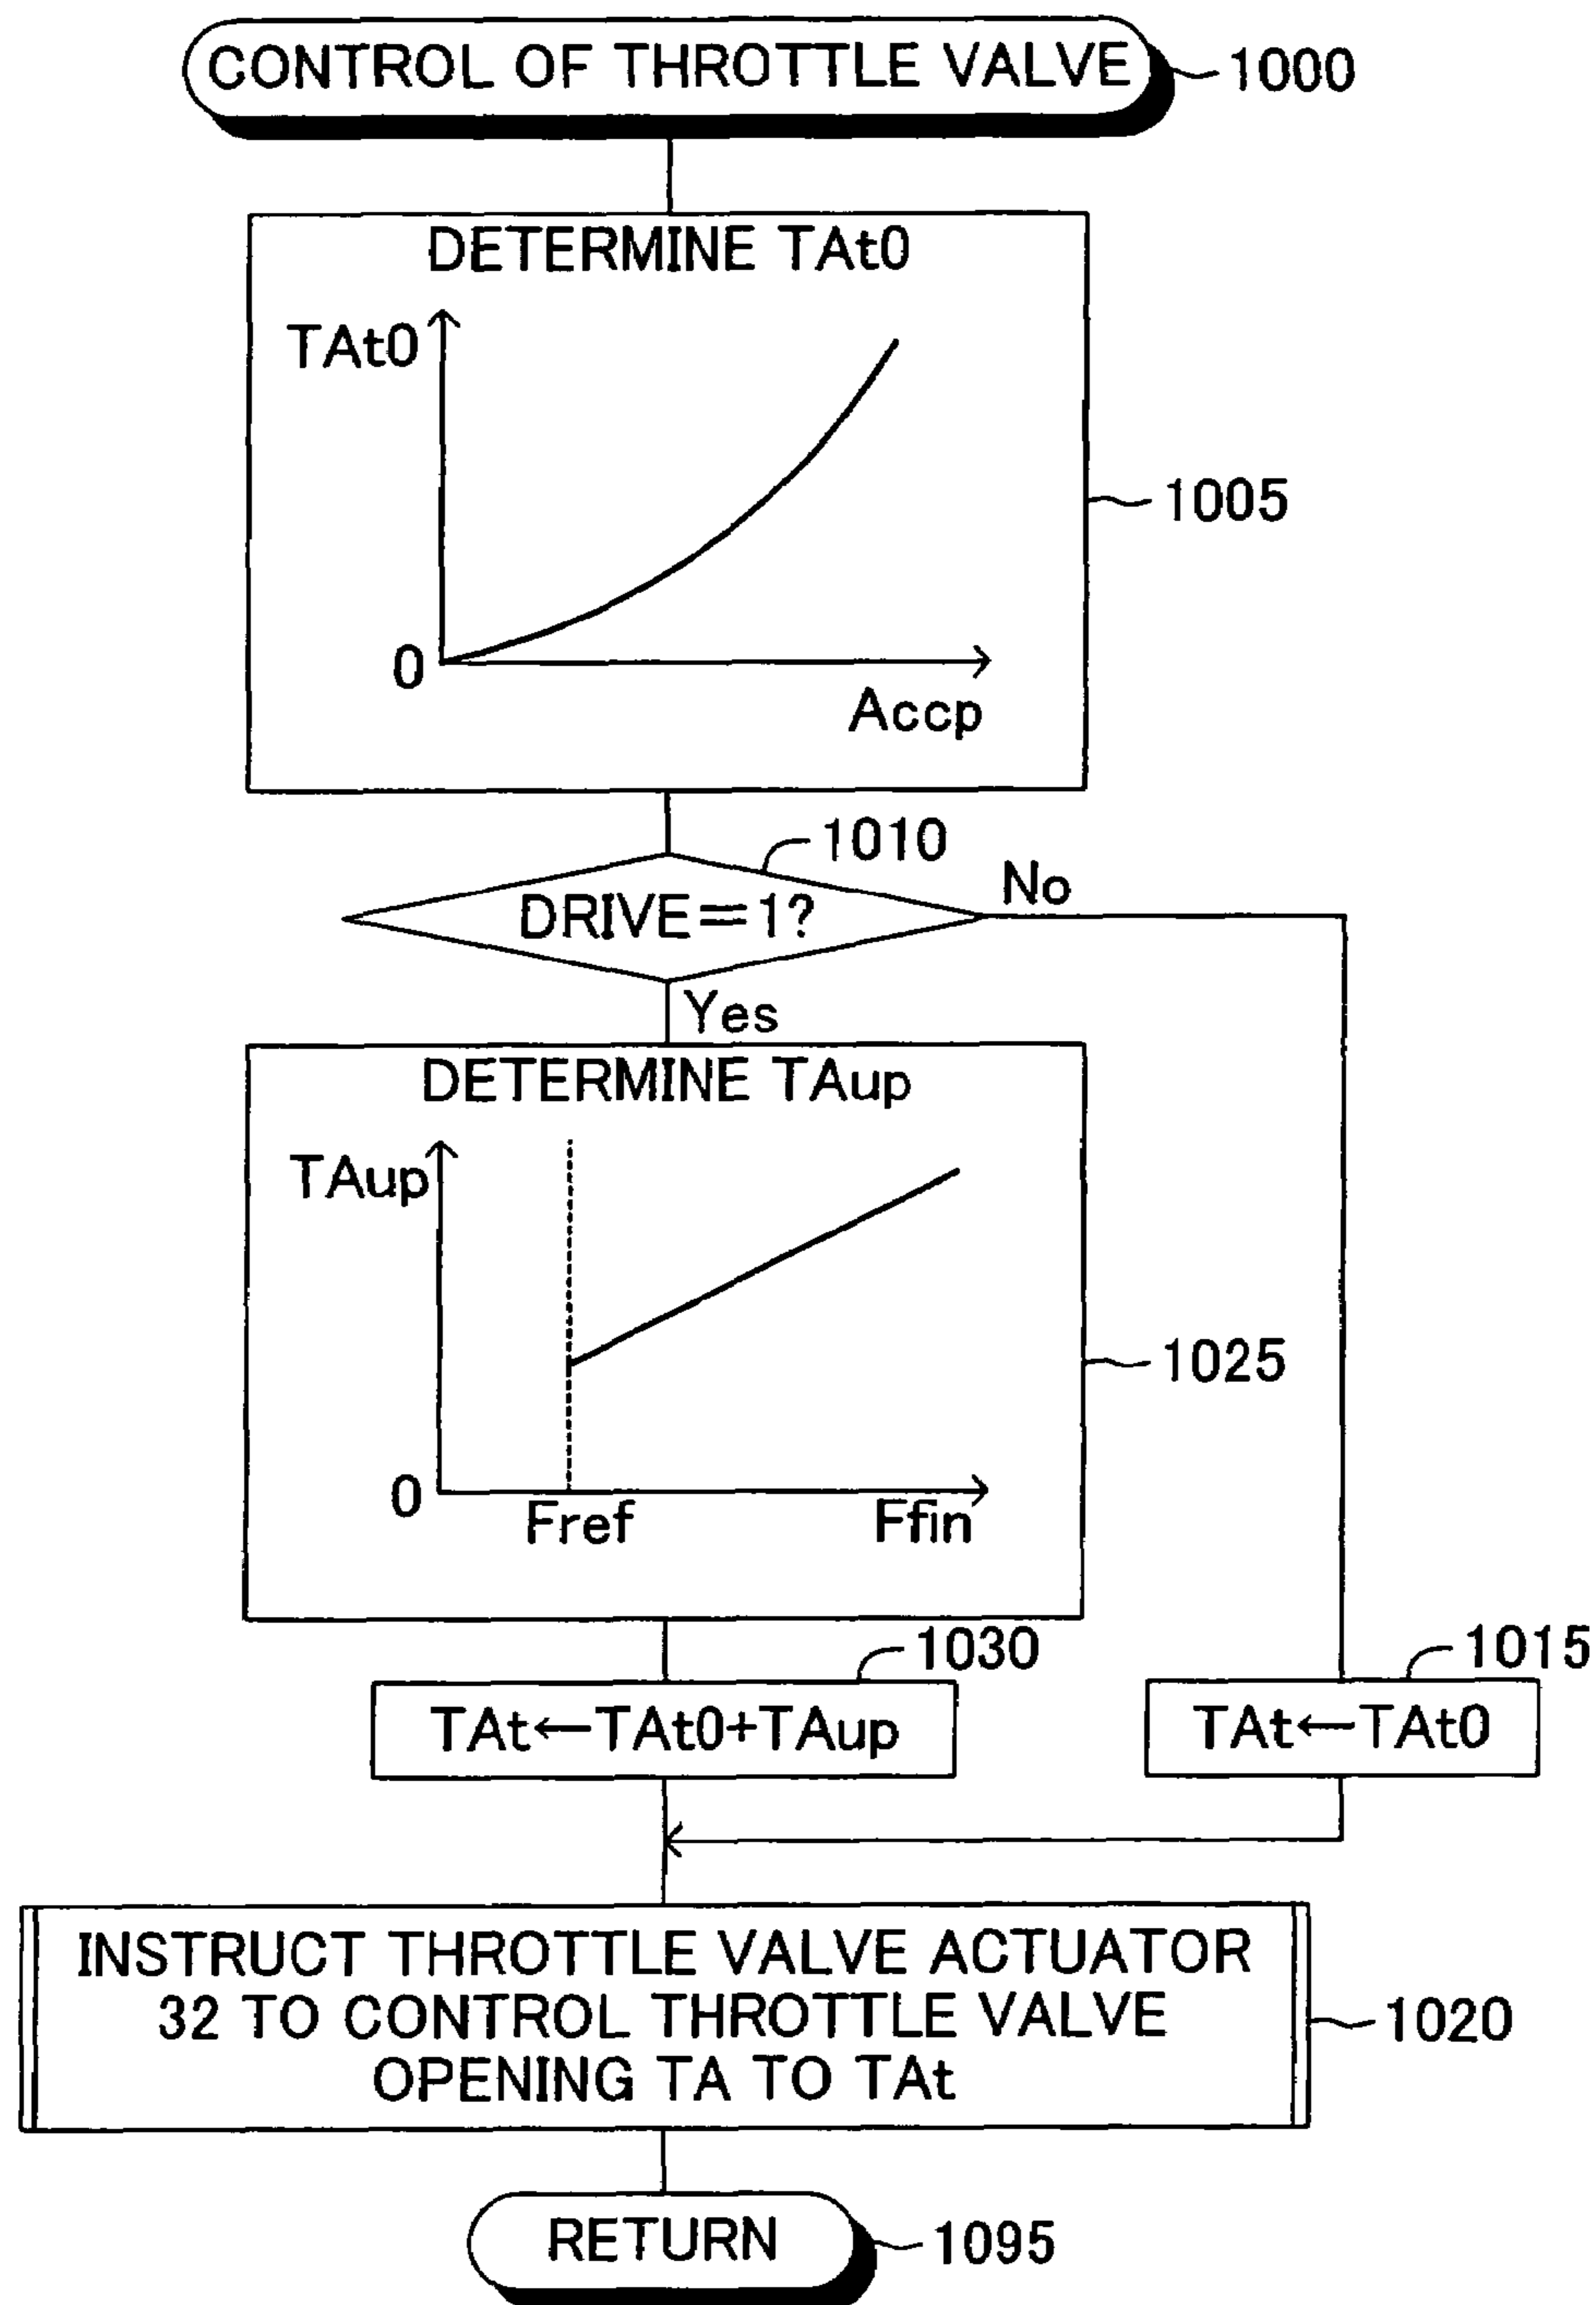 CONTROL OF THROTTLE VALVE
1000
DETERMINE TAt0
TAt0
0
Accp
1005
1010
DRIVE=1?
No
Yes
DETERMINE TAup
TAup
0
Fref
Ffin
1025
1030
TAt←TAt0+TAup
1015
TAt←TAt0
INSTRUCT THROTTLE VALVE ACTUATOR
32 TO CONTROL THROTTLE VALVE
OPENING TA TO TAt
1020
RETURN
1095